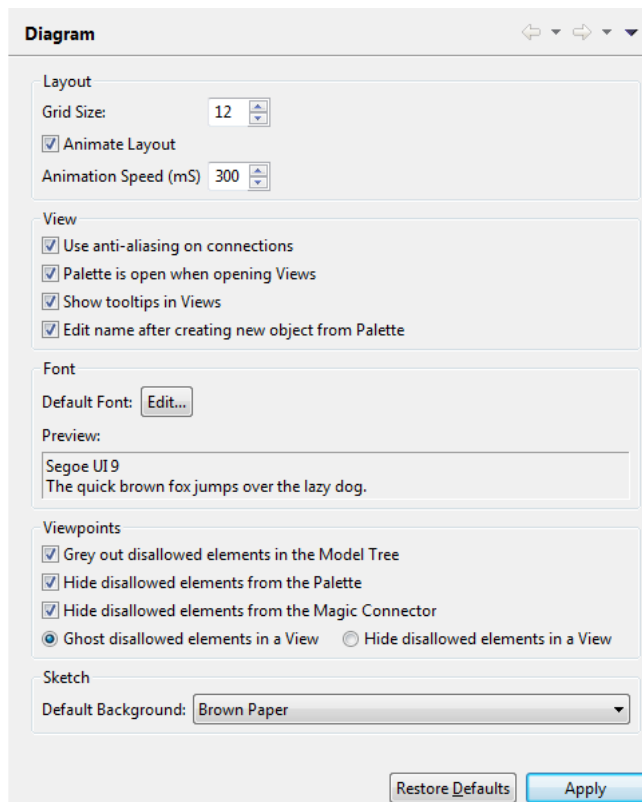 Diagram
Layout
Grid Size: 12
Animate Layout
Animation Speed (mS) 300
View
Use anti-aliasing on connections
Palette is open when opening Views
Show tooltips in Views
Edit name after creating new object from Palette
Font
Default Font: Edit...
Preview:
Segoe UI 9
The quick brown fox jumps over the lazy dog.
Viewpoints
Grey out disallowed elements in the Model Tree
Hide disallowed elements from the Palette
Hide disallowed elements from the Magic Connector
Ghost disallowed elements in a View Hide disallowed elements in a View
Sketch
Default Background: Brown Paper
Restore Defaults Apply